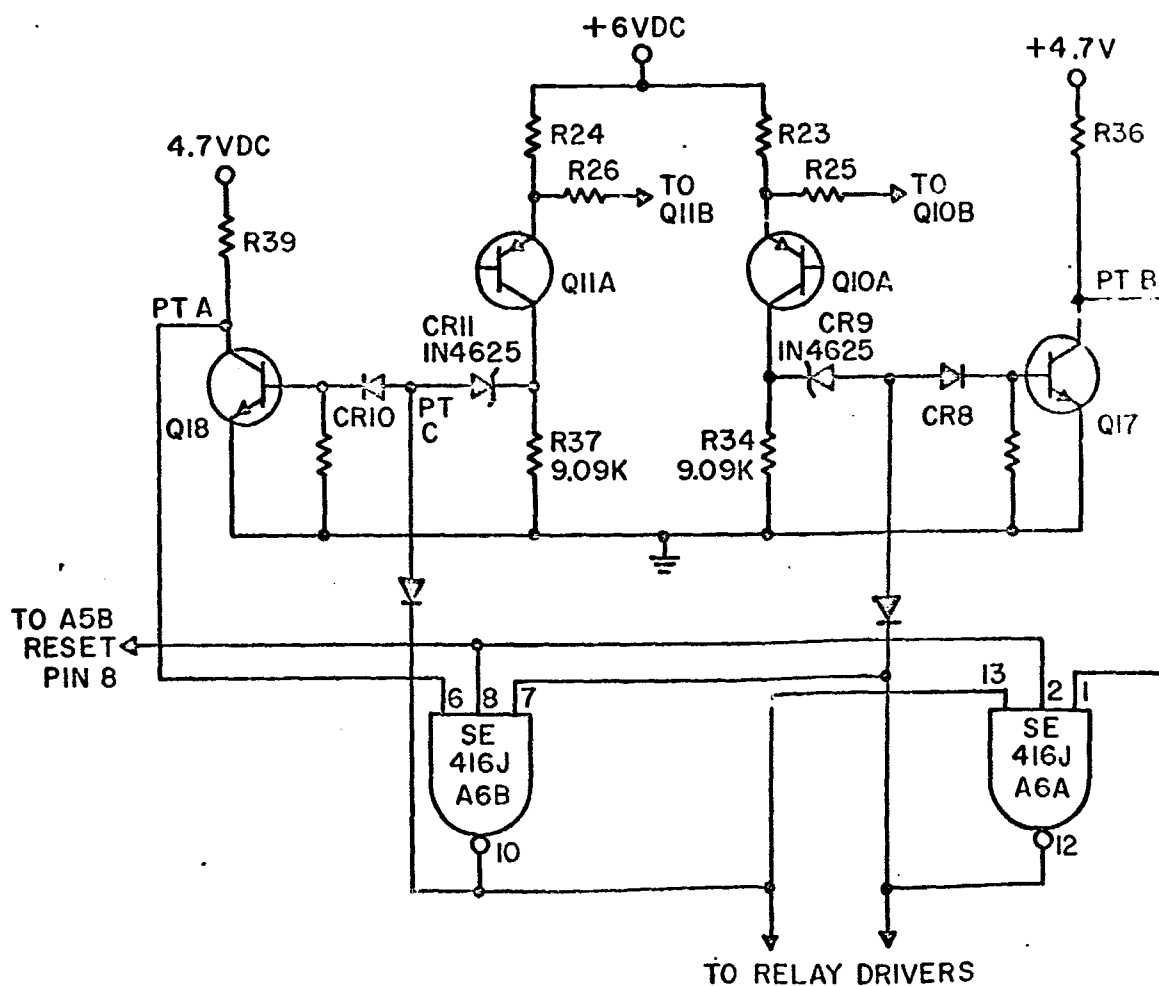 +6VDC
+4.7V
4.7VDC
R24
R23
R36
R26
R25
TO
Q11B
TO
Q10B
R39
Q11A
Q10A
PT A
PT B
CR11
1N4625
CR9
1N4625
Q18
CR10
PT
C
CR8
Q17
R37
9.09K
R34
9.09K
TO A5B
RESET
PIN 8
6
8
7
13
2
1
SE
416J
A6B
SE
416J
A6A
10
12
TO RELAY DRIVERS